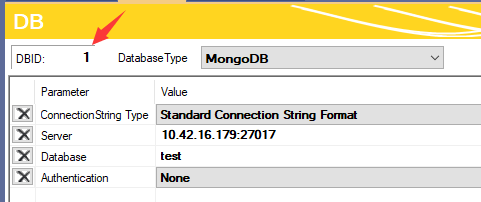 DB
DBID: 1 DatabaseType MongoDB
Parameter Value
ConnectionString Type Standard Connection String Format
Server 10.42.16.179:27017
Database test
Authentication None